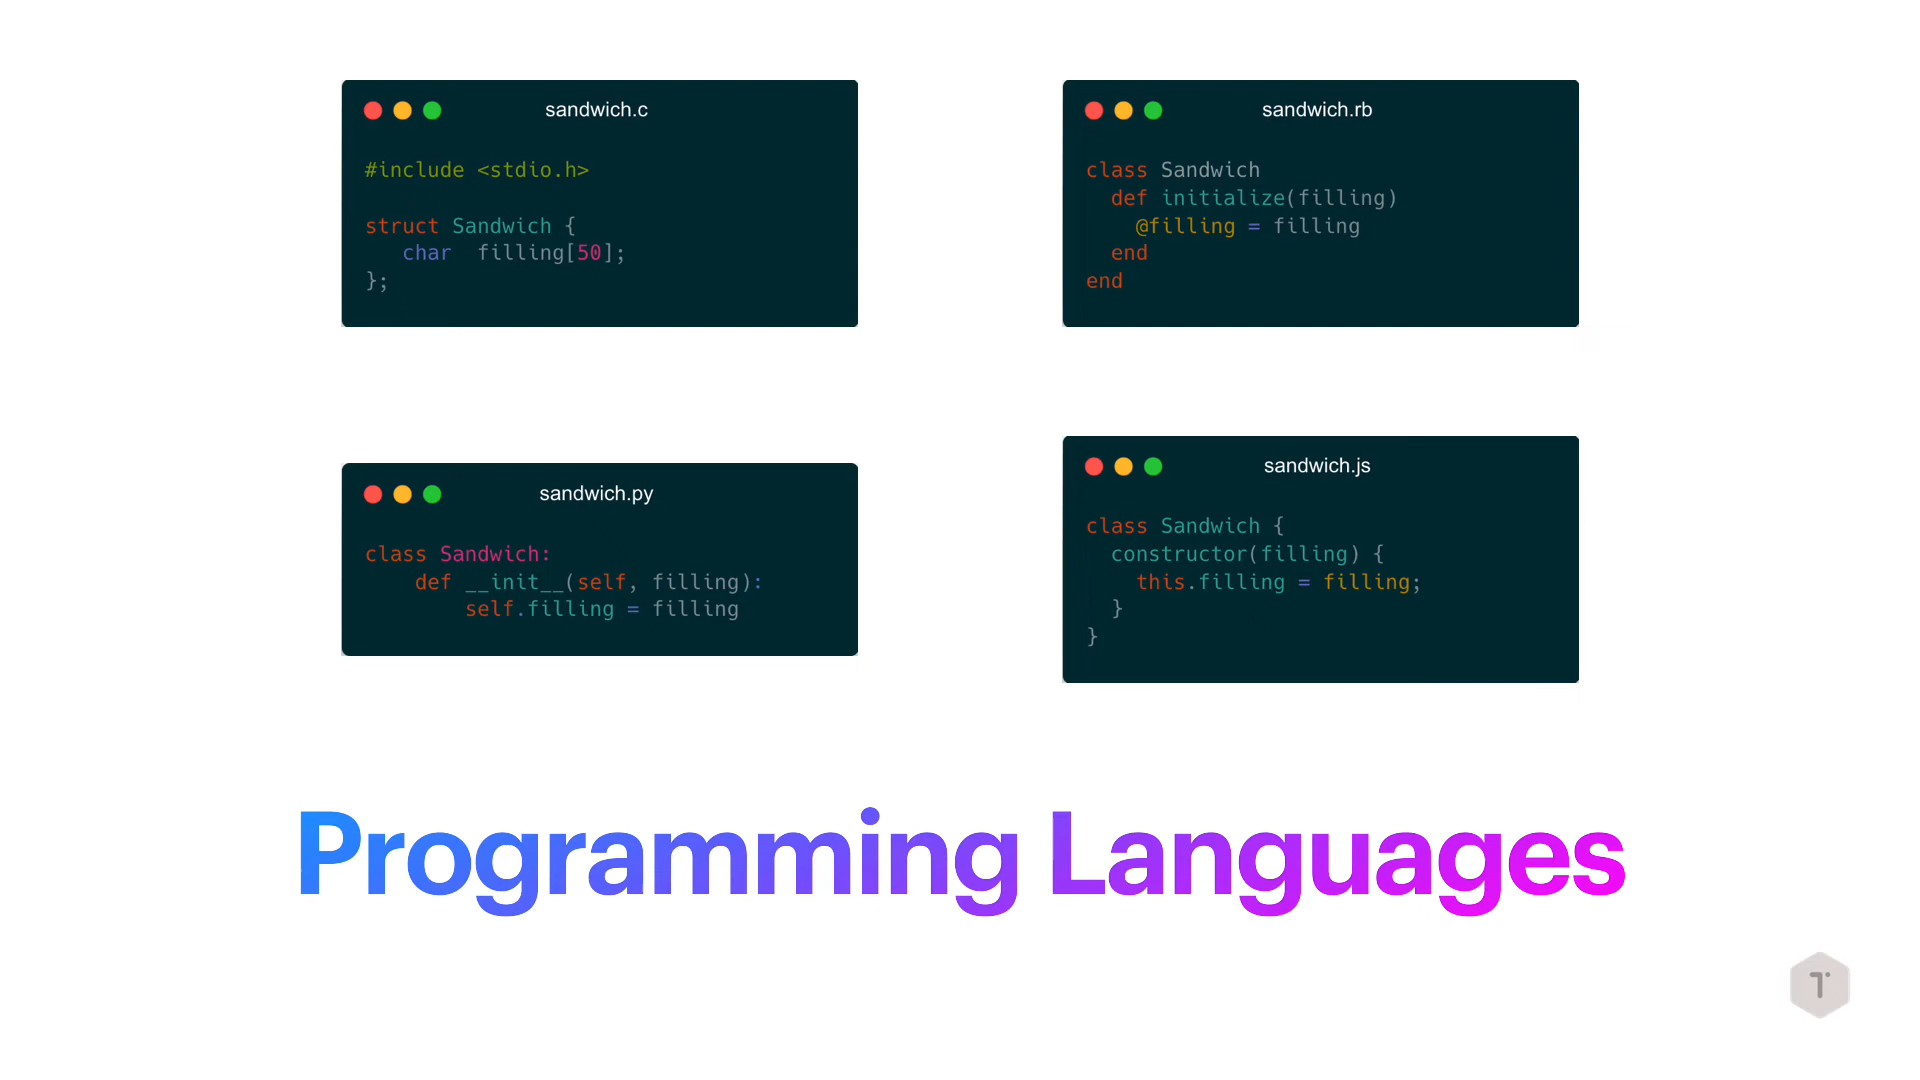 sandwich.c
#include <stdio.h>
struct Sandwich {
   char  filling[50];
};
sandwich.rb
class Sandwich
  def initialize(filling)
    @filling = filling
  end
end
sandwich.py
class Sandwich:
    def __init__(self, filling):
        self.filling = filling
sandwich.js
class Sandwich {
  constructor(filling) {
    this.filling = filling;
  }
}
Programming Languages
T